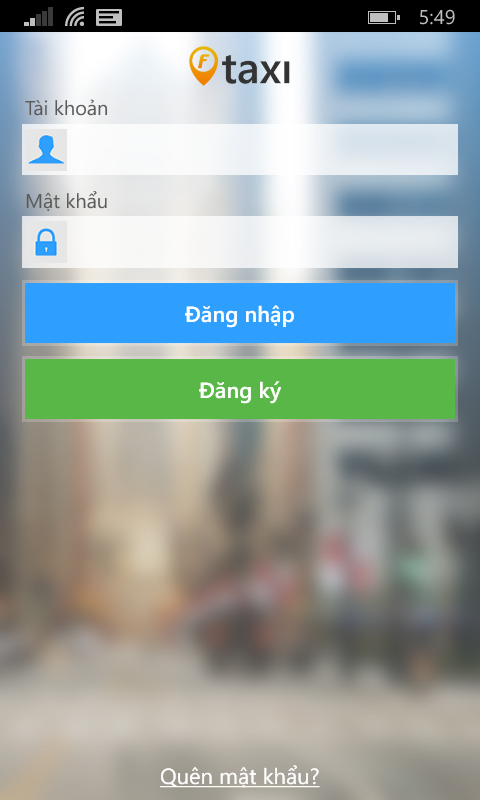 5:49
F taxi
Tài khoản
Mật khẩu
Đăng nhập
Đăng ký
Quên mật khẩu?